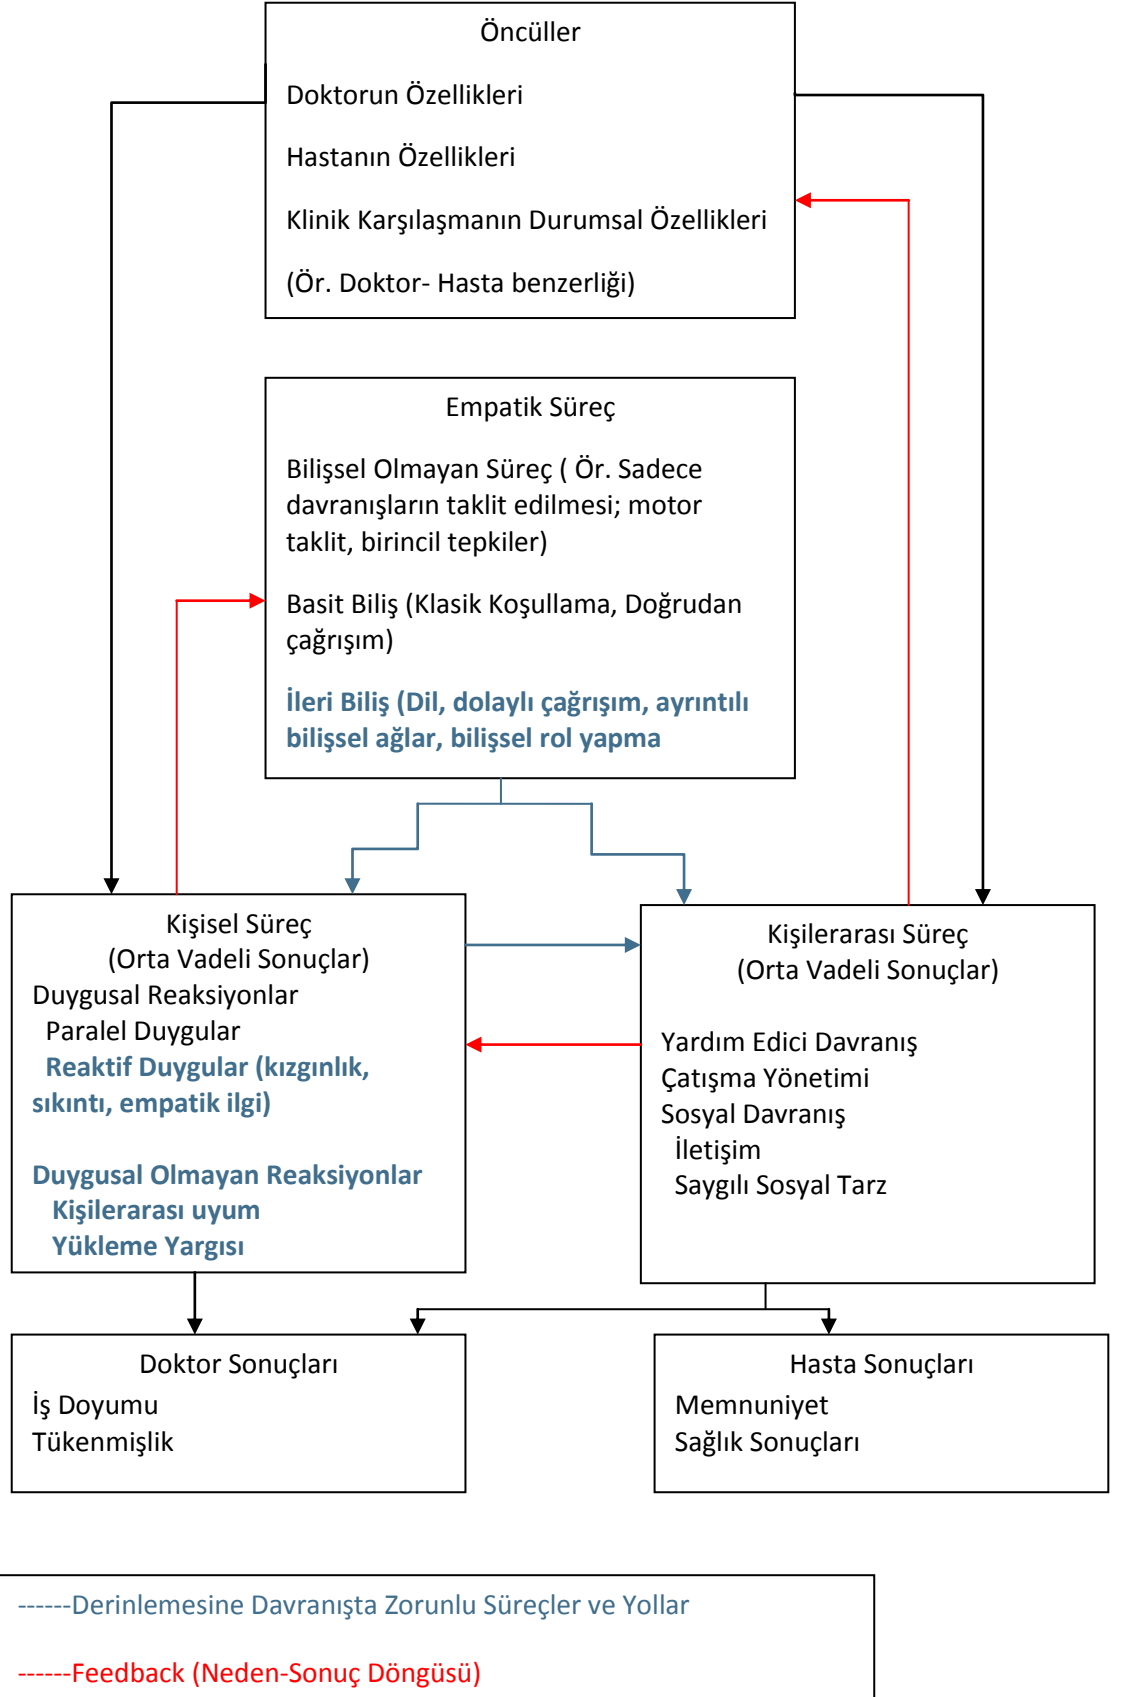 Öncüller
Doktorun Özellikleri
Hastanın Özellikleri
Klinik Karşılaşmanın Durumsal Özellikleri
(Ör. Doktor- Hasta benzerliği)
Empatik Süreç
Bilişsel Olmayan Süreç ( Ör. Sadece
davranışların taklit edilmesi; motor
taklit, birincil tepkiler)
Basit Biliş (Klasik Koşullama, Doğrudan
çağrışım)
İleri Biliş (Dil, dolaylı çağrışım, ayrıntılı
bilişsel ağlar, bilişsel rol yapma
Kişisel Süreç
(Orta Vadeli Sonuçlar)
Duygusal Reaksiyonlar
Paralel Duygular
Reaktif Duygular (kızgınlık,
sıkıntı, empatik ilgi)
Duygusal Olmayan Reaksiyonlar
Kişilerarası uyum
Yükleme Yargısı
Kişilerarası Süreç
(Orta Vadeli Sonuçlar)
Yardım Edici Davranış
Çatışma Yönetimi
Sosyal Davranış
İletişim
Saygılı Sosyal Tarz
Doktor Sonuçları
İş Doyumu
Tükenmişlik
Hasta Sonuçları
Memnuniyet
Sağlık Sonuçları
------Derinlemesine Davranışta Zorunlu Süreçler ve Yollar
------Feedback (Neden-Sonuç Döngüsü)